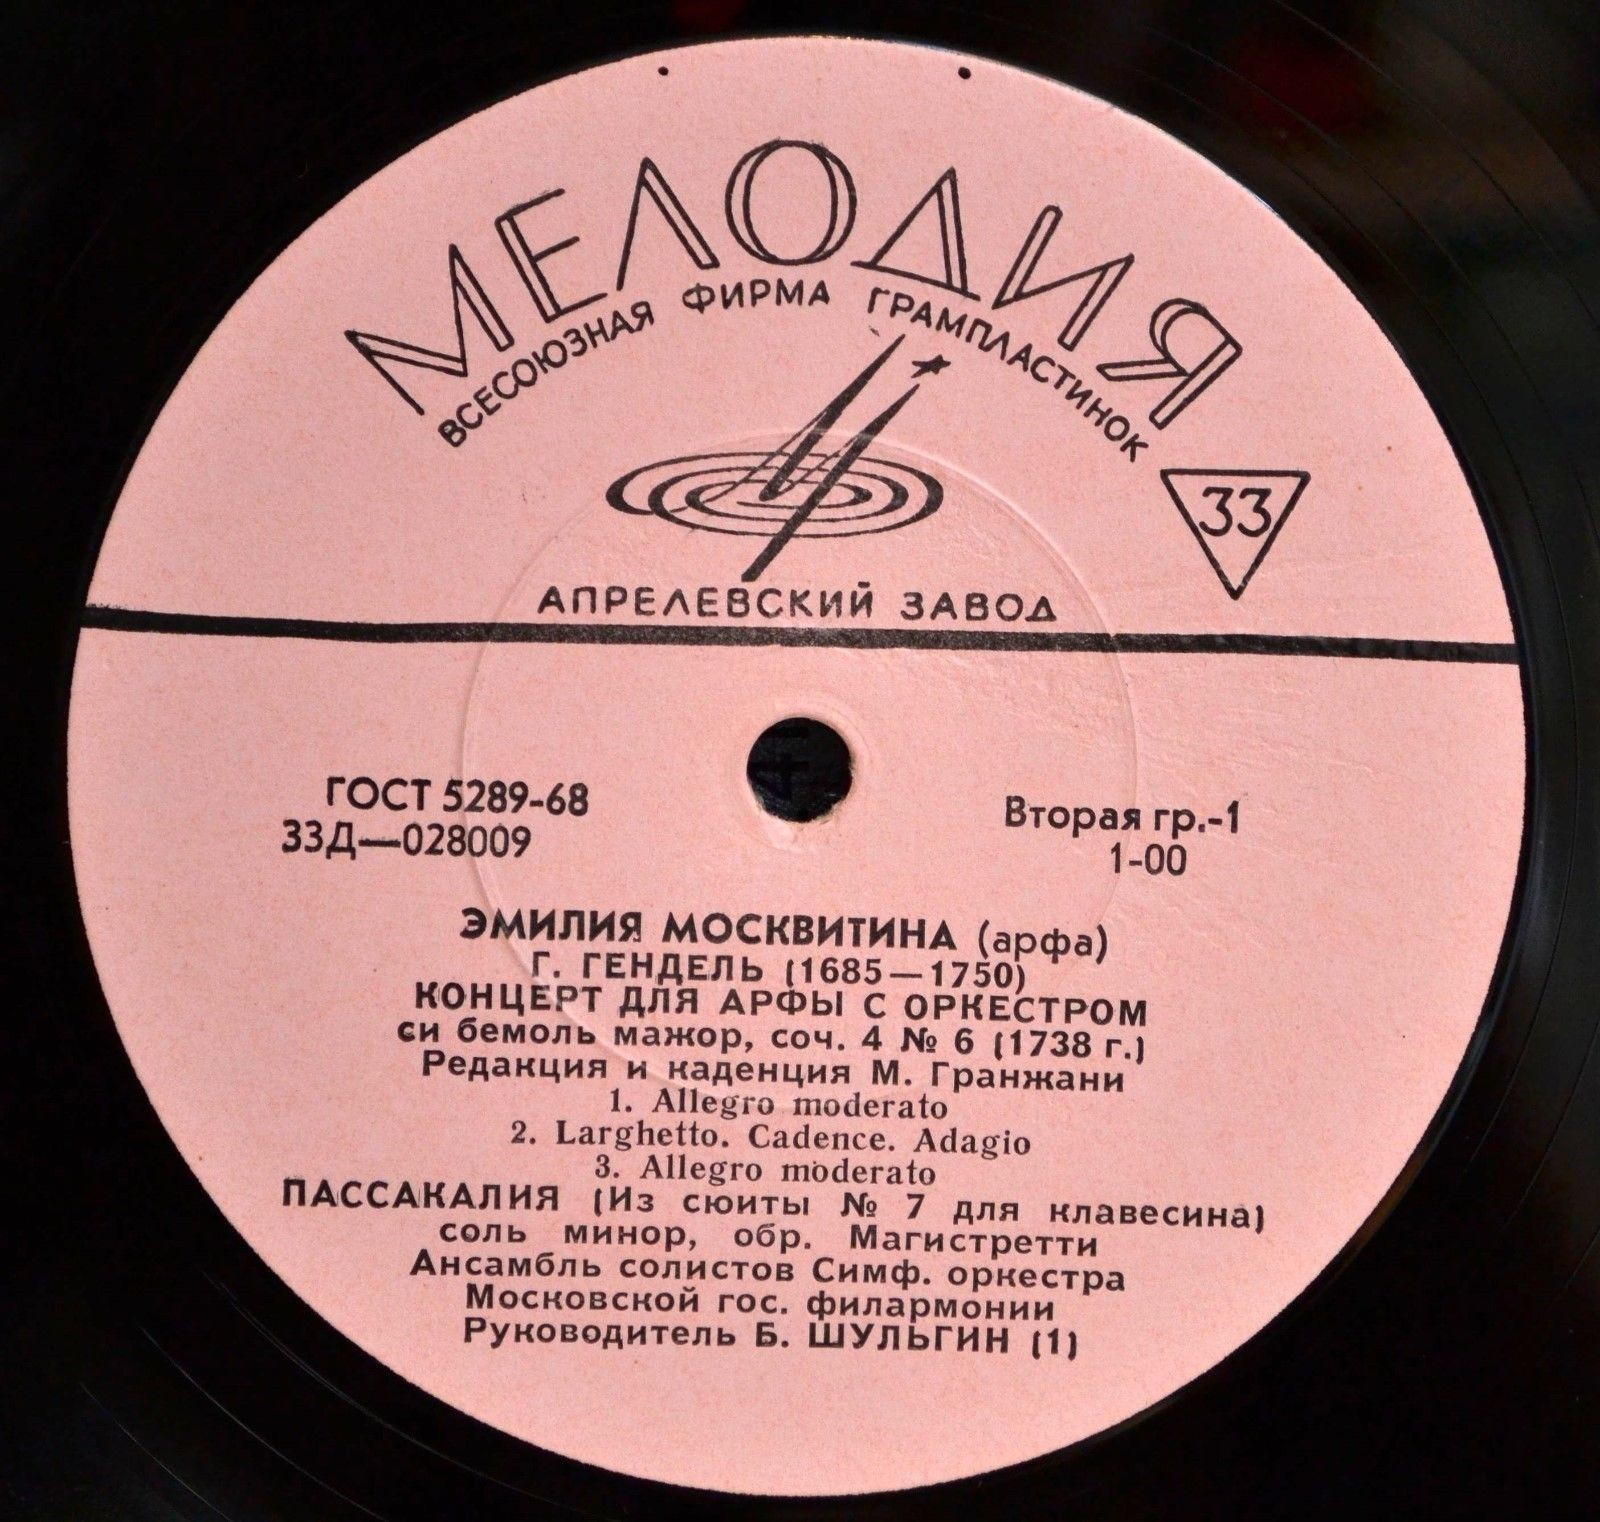 МЕЛОДИЯ
ВСЕСОЮЗНАЯ ФИРМА ГРАМПЛАСТИНОК
33
АПРЕЛЕВСКИЙ ЗАВОД
ГОСТ 5289-68
33Д—028009
Вторая гр.-1
1-00
ЭМИЛИЯ МОСКВИТИНА (арфа)
Г. ГЕНДЕЛЬ (1685—1750)
КОНЦЕРТ ДЛЯ АРФЫ С ОРКЕСТРОМ
си бемоль мажор, соч. 4 № 6 (1738 г.)
Редакция и каденция М. Гранжани
1. Allegro moderato
2. Larghetto. Cadence. Adagio
3. Allegro moderato
ПАССАКАЛИЯ (Из сюиты № 7 для клавесина)
соль минор, обр. Магистретти
Ансамбль солистов Симф. оркестра
Московской гос. филармонии
Руководитель Б. ШУЛЬГИН (1)